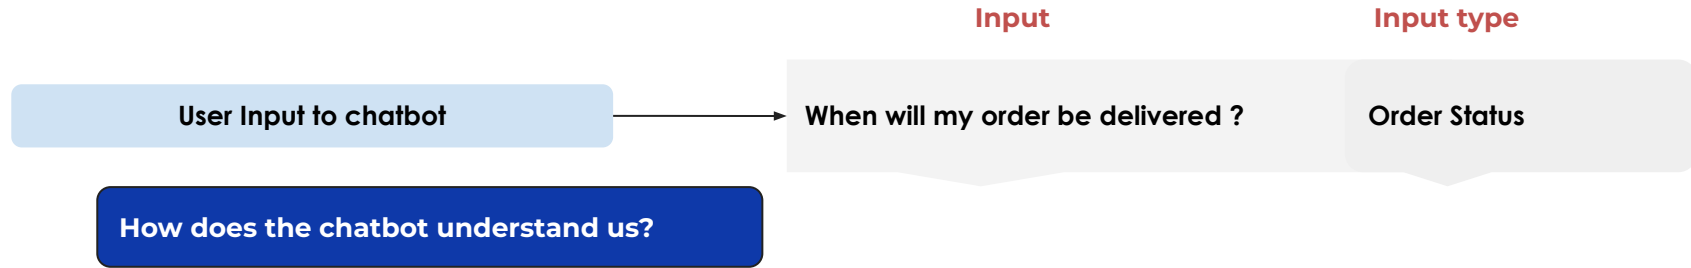 Input
Input type
User Input to chatbot
When will my order be delivered ?
Order Status
How does the chatbot understand us?